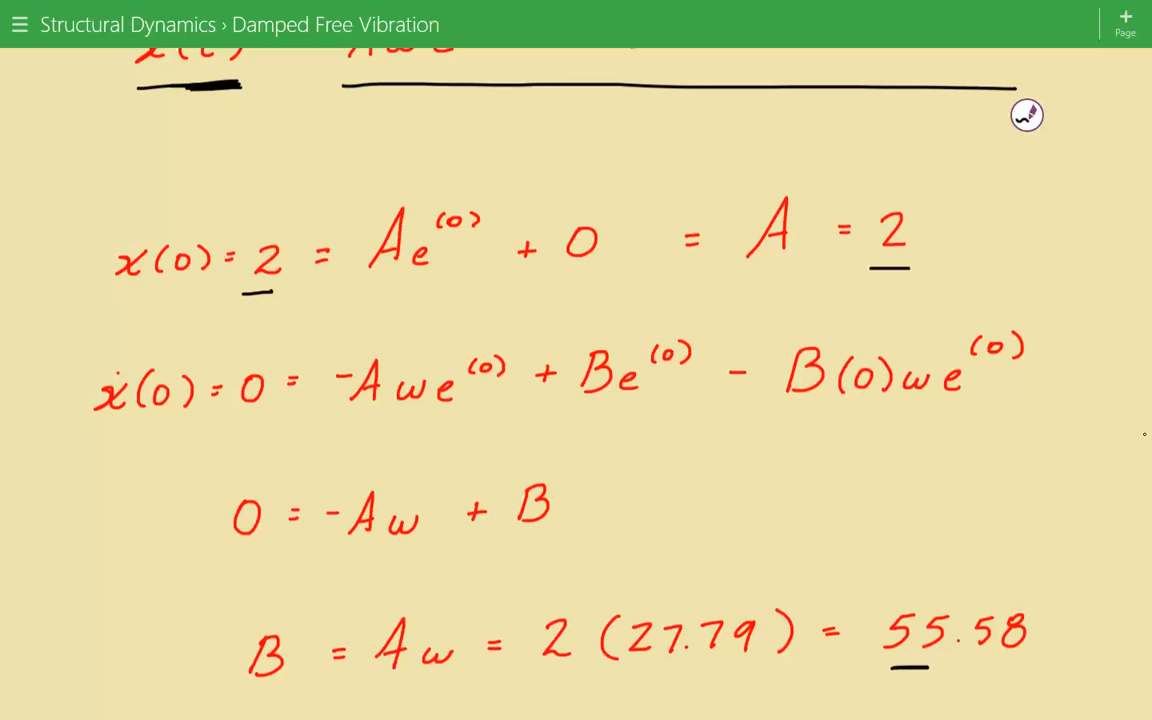 Structural Dynamics › Damped Free Vibration
Page
x(0) = 2 = Ae^(0) + 0 = A = 2
ẋ(0) = 0 = -Awe^(0) + Be^(0) - B(0)we^(0)
0 = -Aw + B
B = Aw = 2 (27.79) = 55.58